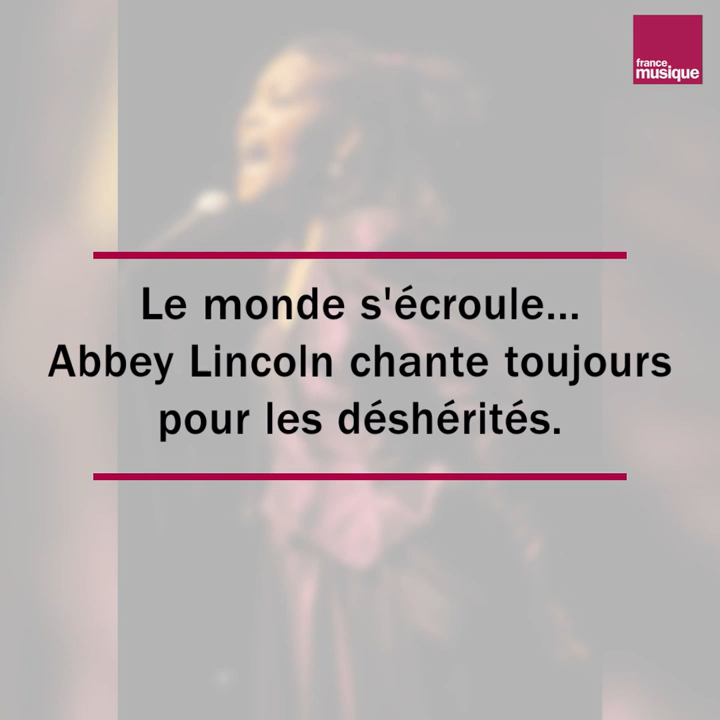 france
musique
Le monde s'écroule...
Abbey Lincoln chante toujours
pour les déshérités.